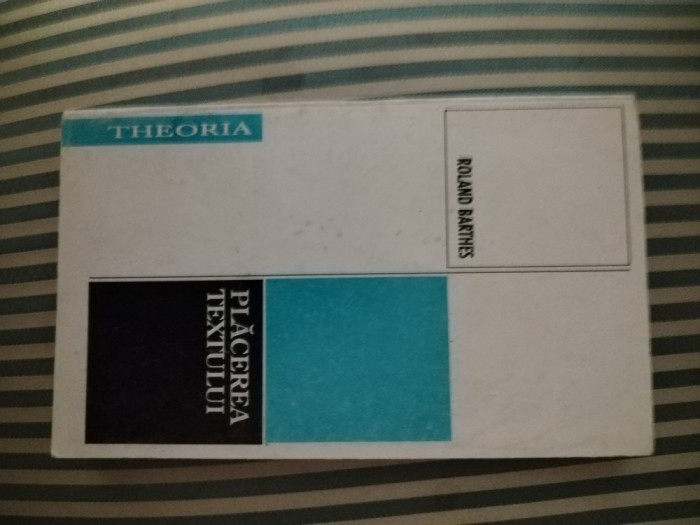 THEORIA
ROLAND BARTHES
PLĂCEREA
TEXTULUI